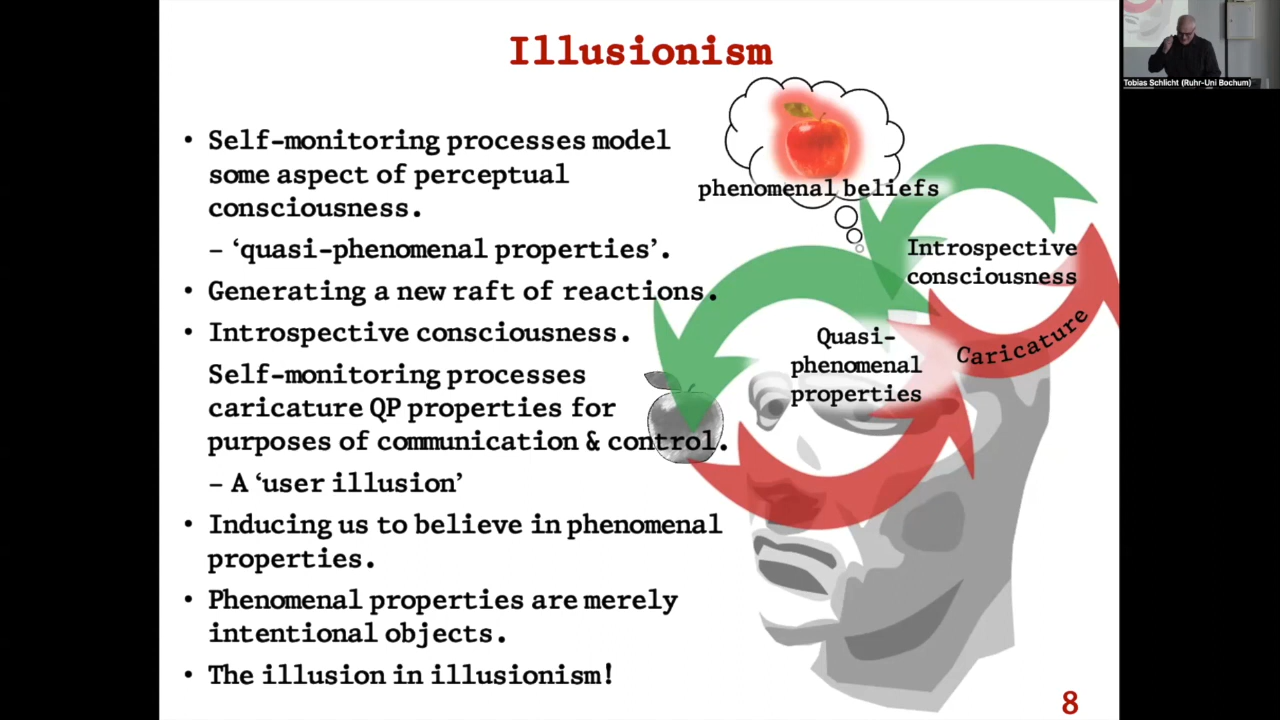 Illusionism
• Self-monitoring processes model
some aspect of perceptual
consciousness.
– ‘quasi-phenomenal properties’.
• Generating a new raft of reactions.
• Introspective consciousness.
Self-monitoring processes
caricature QP properties for
purposes of communication & control.
– A ‘user illusion’
• Inducing us to believe in phenomenal
properties.
• Phenomenal properties are merely
intentional objects.
• The illusion in illusionism!
phenomenal beliefs
Introspective
consciousness
Caricature
Quasi-
phenomenal
properties
8
Tobias Schlicht (Ruhr-Uni Bochum)